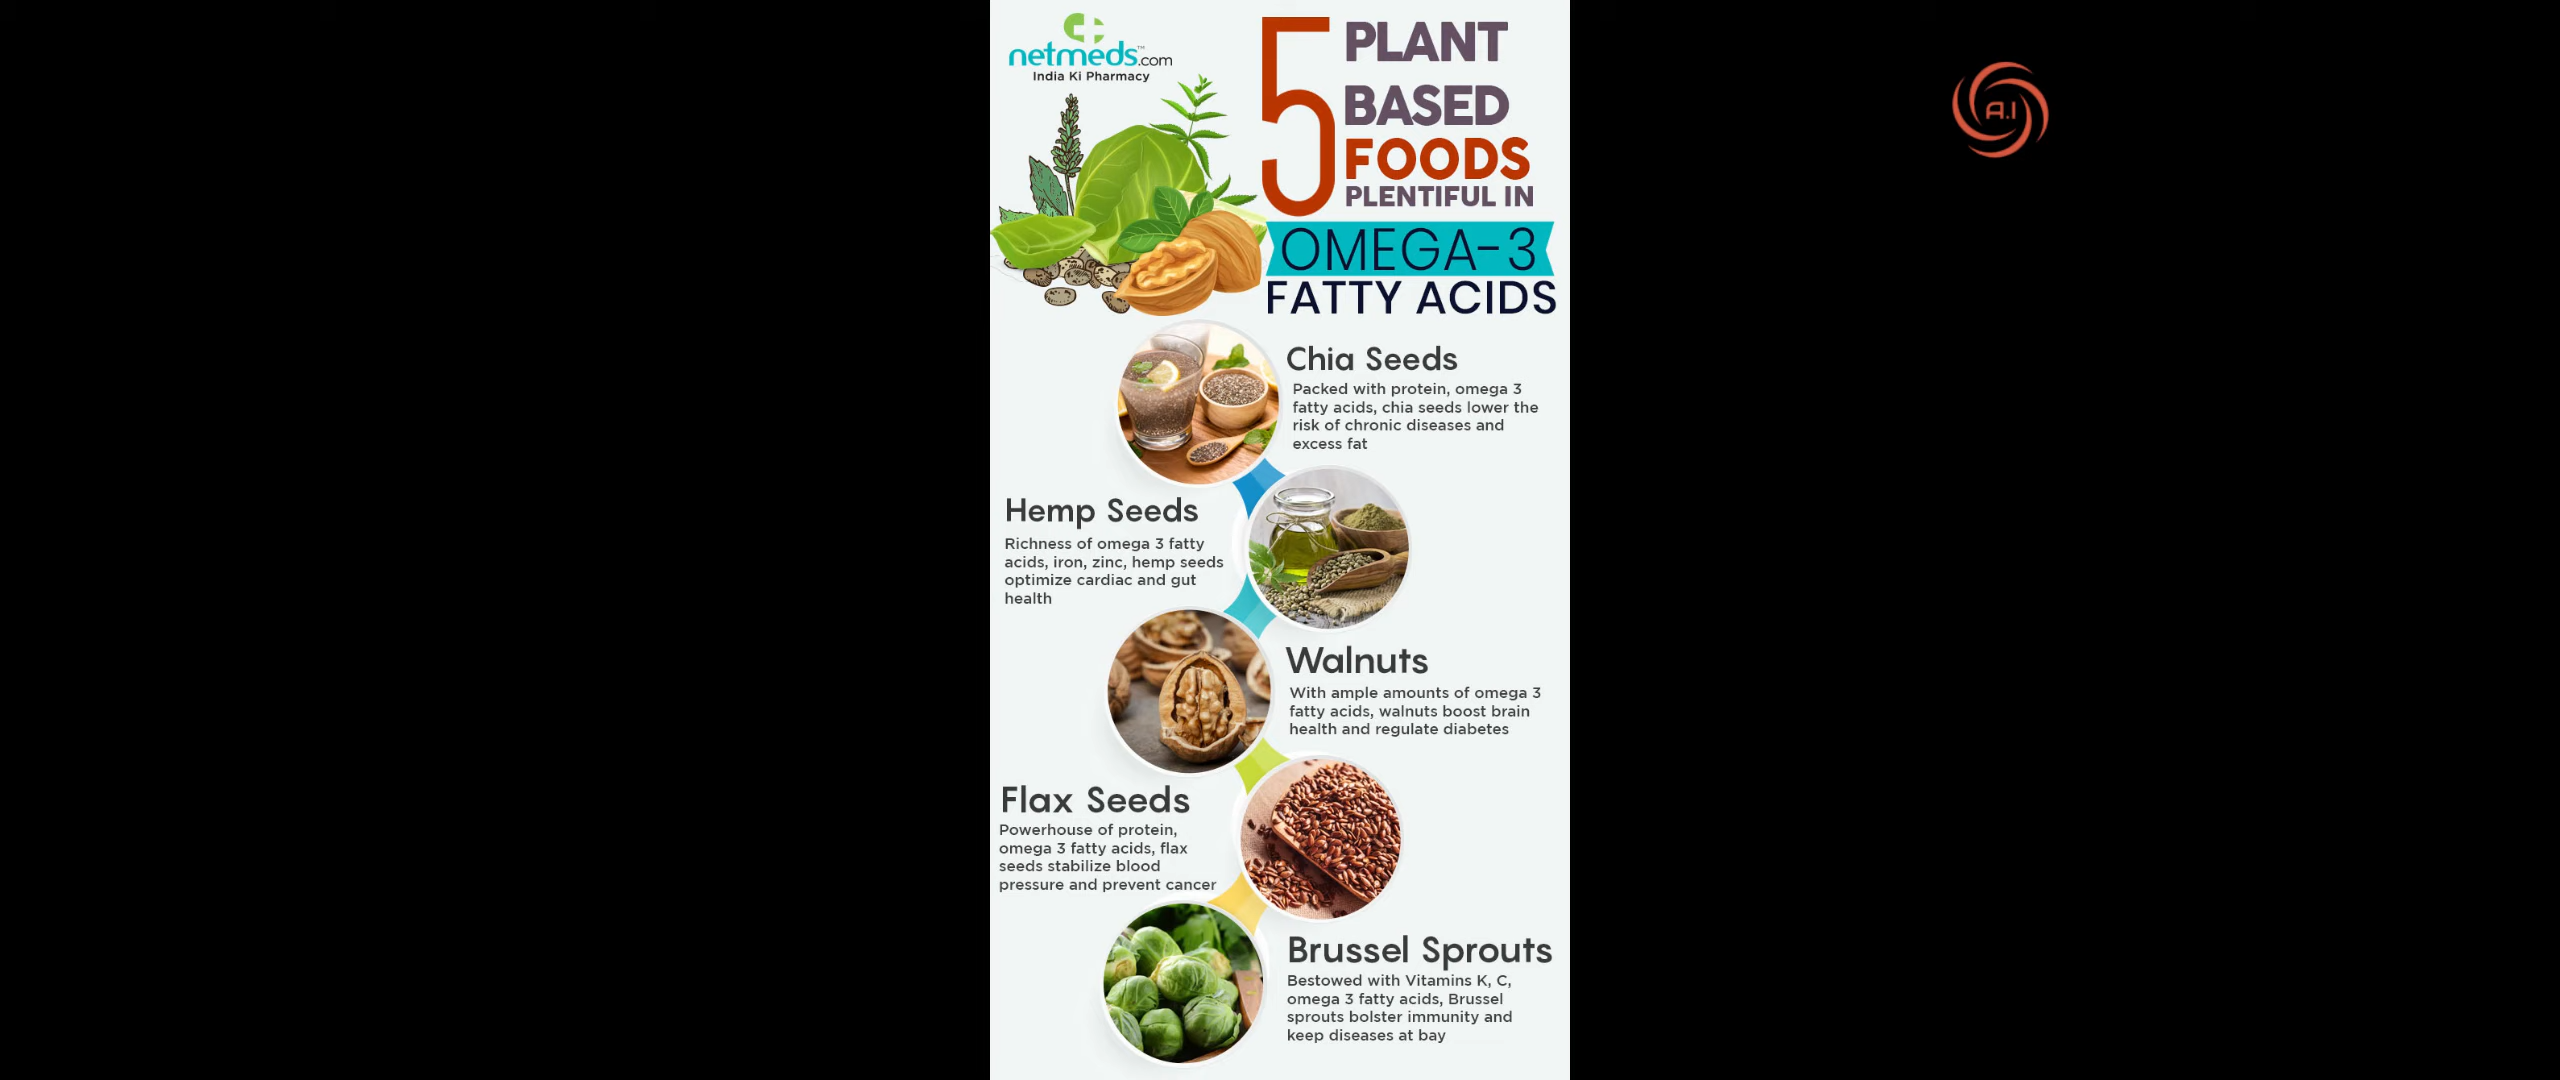 netmeds.com
India Ki Pharmacy
5 PLANT
BASED
FOODS
PLENTIFUL IN
OMEGA-3
FATTY ACIDS
A.I
Chia Seeds
Packed with protein, omega 3
fatty acids, chia seeds lower the
risk of chronic diseases and
excess fat
Hemp Seeds
Richness of omega 3 fatty
acids, iron, zinc, hemp seeds
optimize cardiac and gut
health
Walnuts
With ample amounts of omega 3
fatty acids, walnuts boost brain
health and regulate diabetes
Flax Seeds
Powerhouse of protein,
omega 3 fatty acids, flax
seeds stabilize blood
pressure and prevent cancer
Brussel Sprouts
Bestowed with Vitamins K, C,
omega 3 fatty acids, Brussel
sprouts bolster immunity and
keep diseases at bay